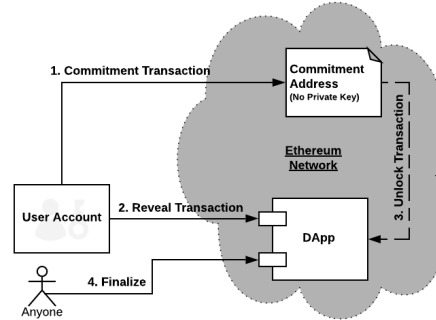 1. Commitment Transaction
Commitment
Address
(No Private Key)
3. Unlock Transaction
Ethereum
Network
User Account
2. Reveal Transaction
DApp
4. Finalize
Anyone